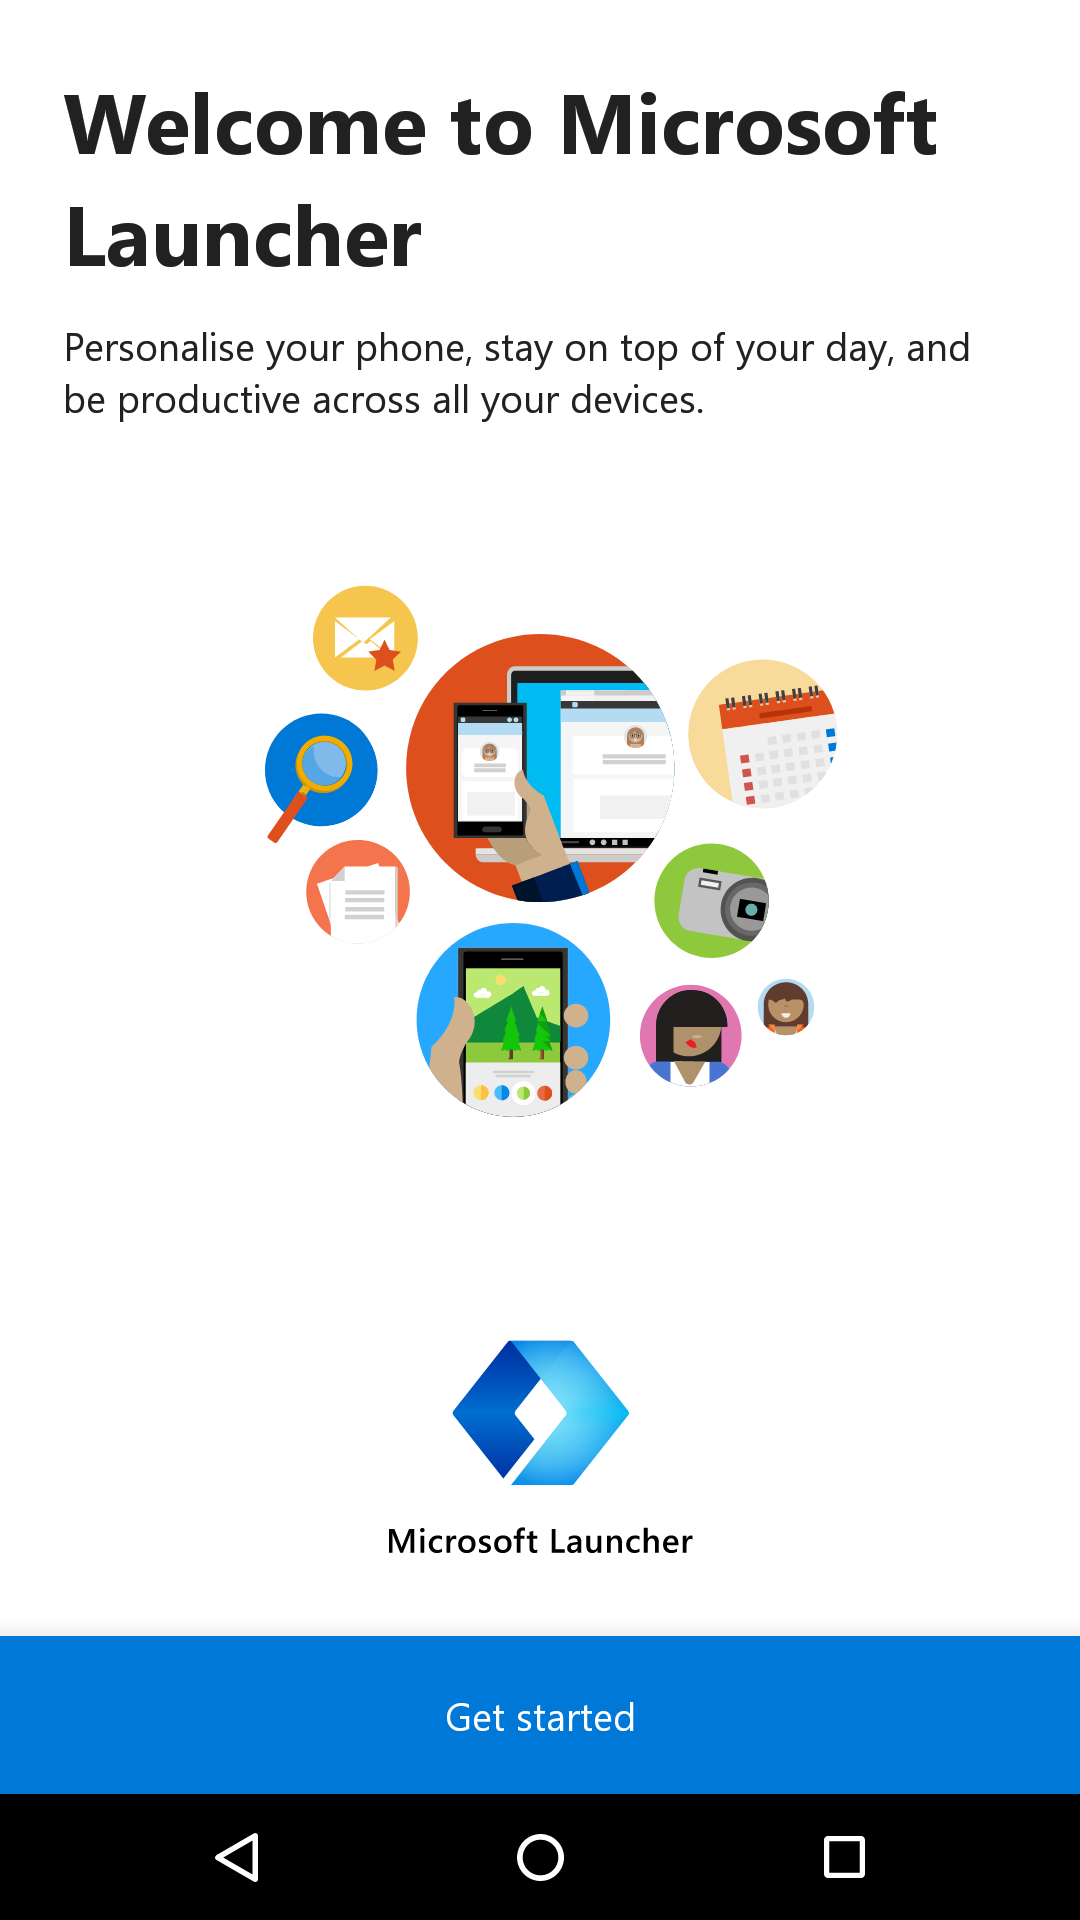 Welcome to Microsoft
Launcher
Personalise your phone, stay on top of your day, and
be productive across all your devices.
Microsoft Launcher
Get started